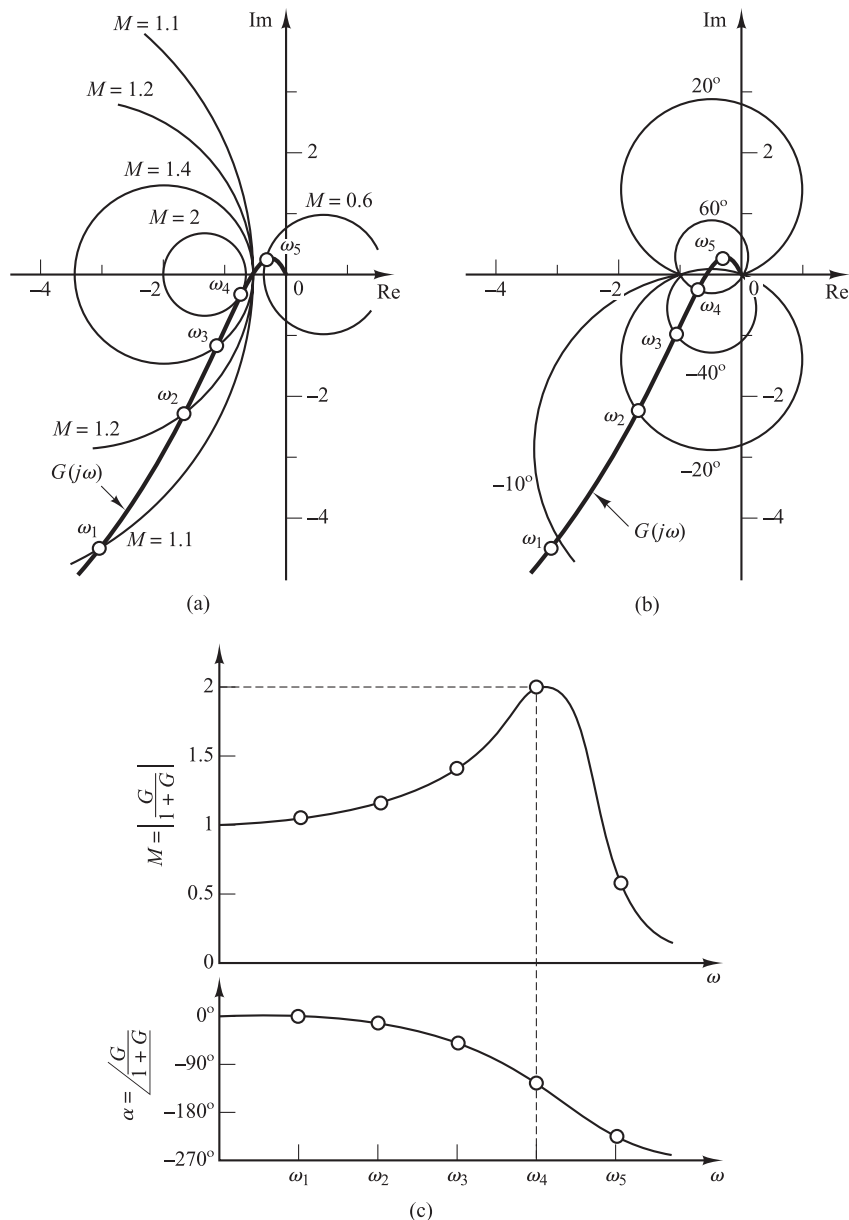 Im
M = 1.1
M = 1.2
M = 1.4
M = 2
M = 0.6
2
ω5
ω4
−4
−2
0
Re
ω3
ω2
−2
M = 1.2
G(jω)
ω1
M = 1.1
−4
(a)
Im
20°
2
60°
ω5
−4
−2
0
Re
ω4
ω3
−40°
−2
ω2
−20°
−10°
−4
ω1
G(jω)
(b)
2
1.5
1
0.5
0
M = | G / 1 + G |
ω
0°
−90°
−180°
−270°
α = ∠ G / 1 + G
ω1 ω2 ω3 ω4 ω5 ω
(c)